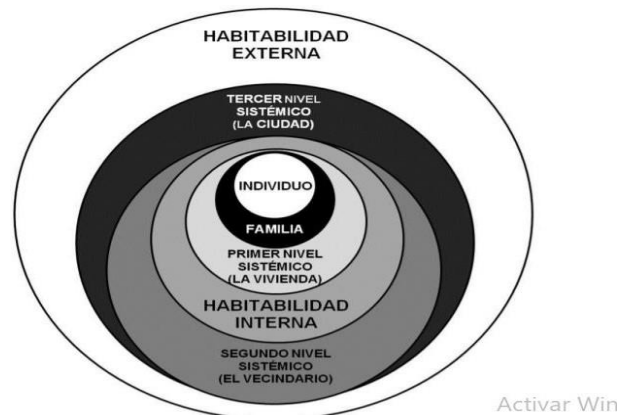 HABITABILIDAD
EXTERNA
TERCER NIVEL
SISTÉMICO
(LA CIUDAD)
INDIVIDUO
FAMILIA
PRIMER NIVEL
SISTÉMICO
(LA VIVIENDA)
HABITABILIDAD
INTERNA
SEGUNDO NIVEL
SISTÉMICO
(EL VECINDARIO)
Activar Win